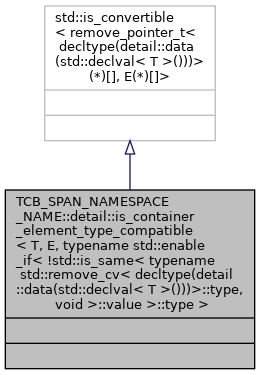 std::is_convertible
< remove_pointer_t<
decltype(detail::data
(std::declval< T >()))>
(*)[], E(*)[]>
TCB_SPAN_NAMESPACE
_NAME::detail::is_container
_element_type_compatible
< T, E, typename std::enable
_if< !std::is_same< typename
std::remove_cv< decltype(detail
::data(std::declval< T >()))>::type,
void >::value >::type >